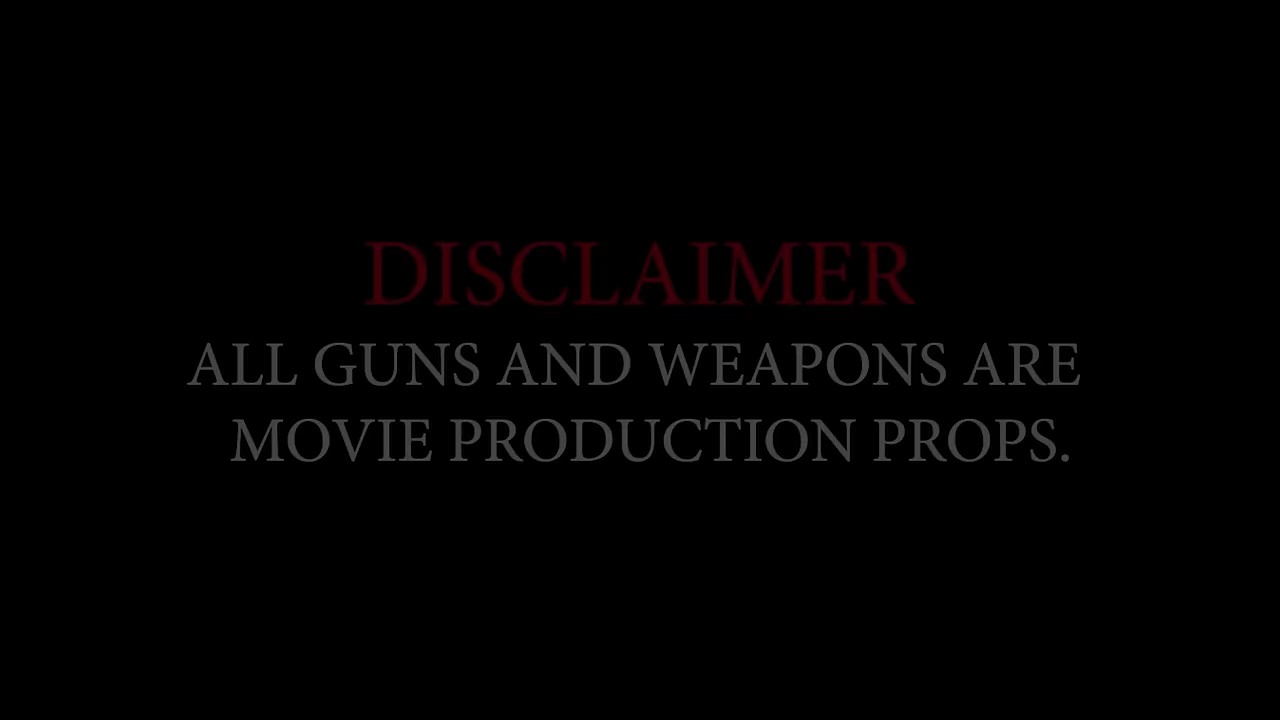 DISCLAIMER
ALL GUNS AND WEAPONS ARE
MOVIE PRODUCTION PROPS.